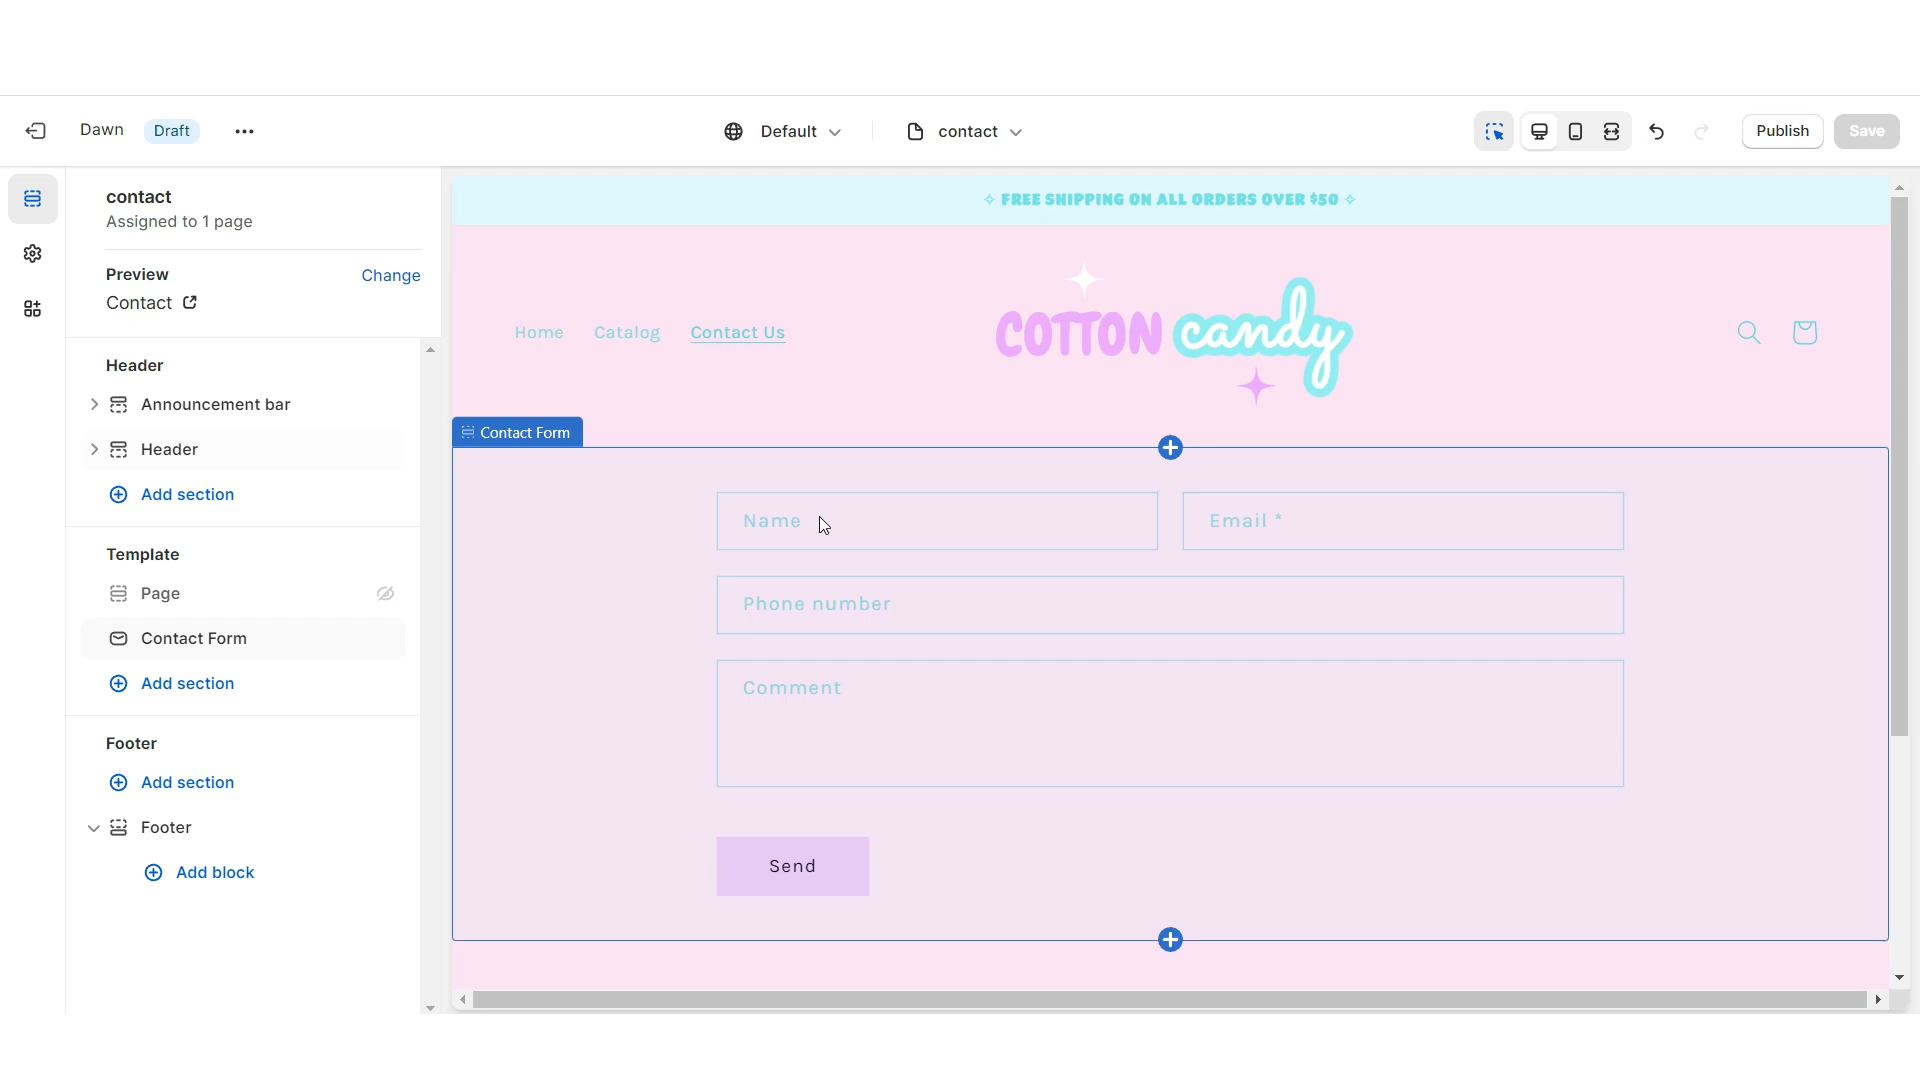 Dawn Draft ... Default contact Publish Save
contact
Assigned to 1 page
Preview Change
Contact
Header
Announcement bar
Header
Add section
Template
Page
Contact Form
Add section
Footer
Add section
Footer
Add block
✧ FREE SHIPPING ON ALL ORDERS OVER $50 ✧
Home Catalog Contact Us
COTTON candy
Contact Form
Name
Email *
Phone number
Comment
Send